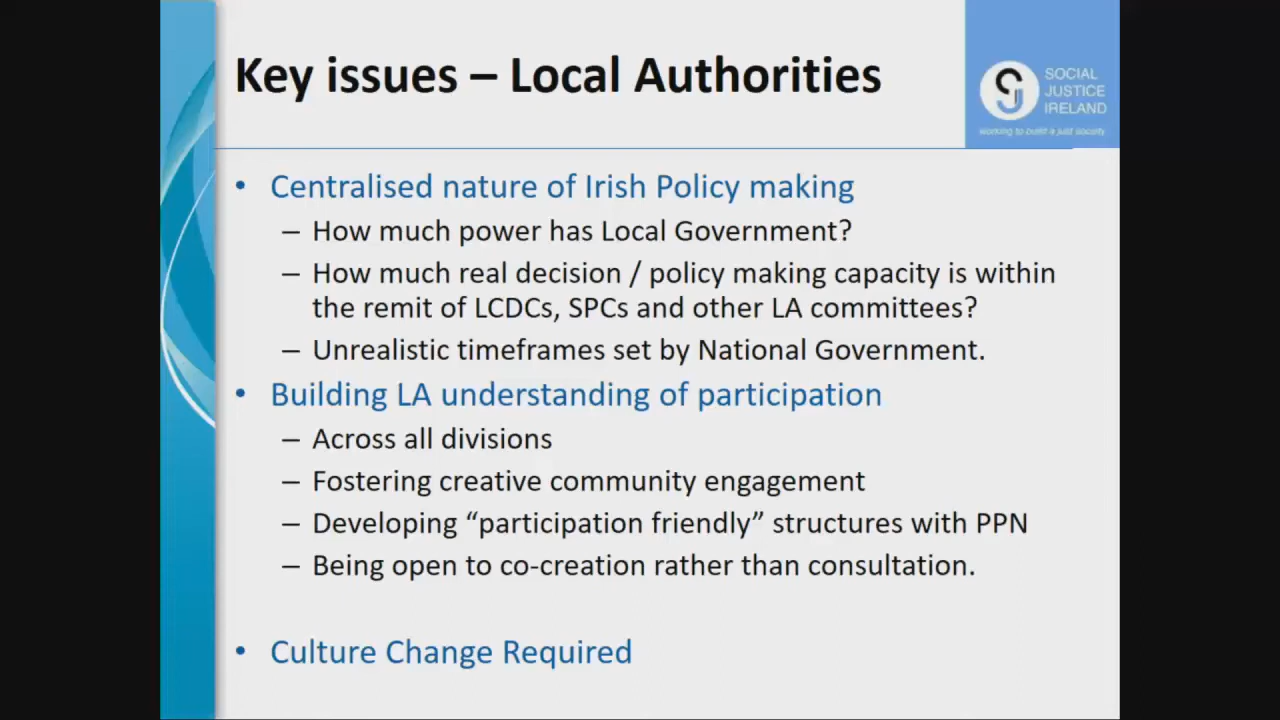 Key issues – Local Authorities
SOCIAL
JUSTICE
IRELAND
working to build a just society
• Centralised nature of Irish Policy making
– How much power has Local Government?
– How much real decision / policy making capacity is within
the remit of LCDCs, SPCs and other LA committees?
– Unrealistic timeframes set by National Government.
• Building LA understanding of participation
– Across all divisions
– Fostering creative community engagement
– Developing “participation friendly” structures with PPN
– Being open to co-creation rather than consultation.
• Culture Change Required